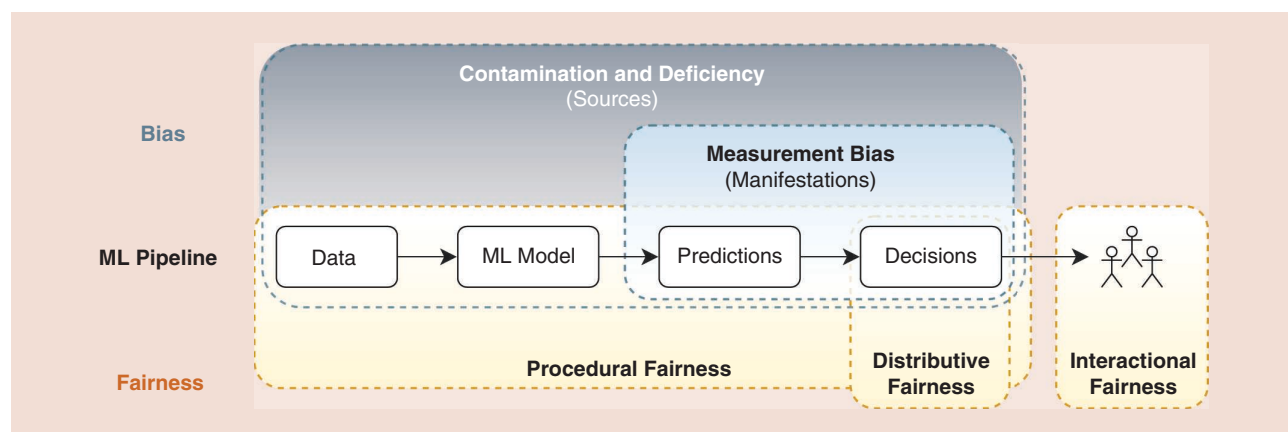 Contamination and Deficiency
(Sources)
Bias
Measurement Bias
(Manifestations)
ML Pipeline
Data
ML Model
Predictions
Decisions
Fairness
Procedural Fairness
Distributive
Fairness
Interactional
Fairness